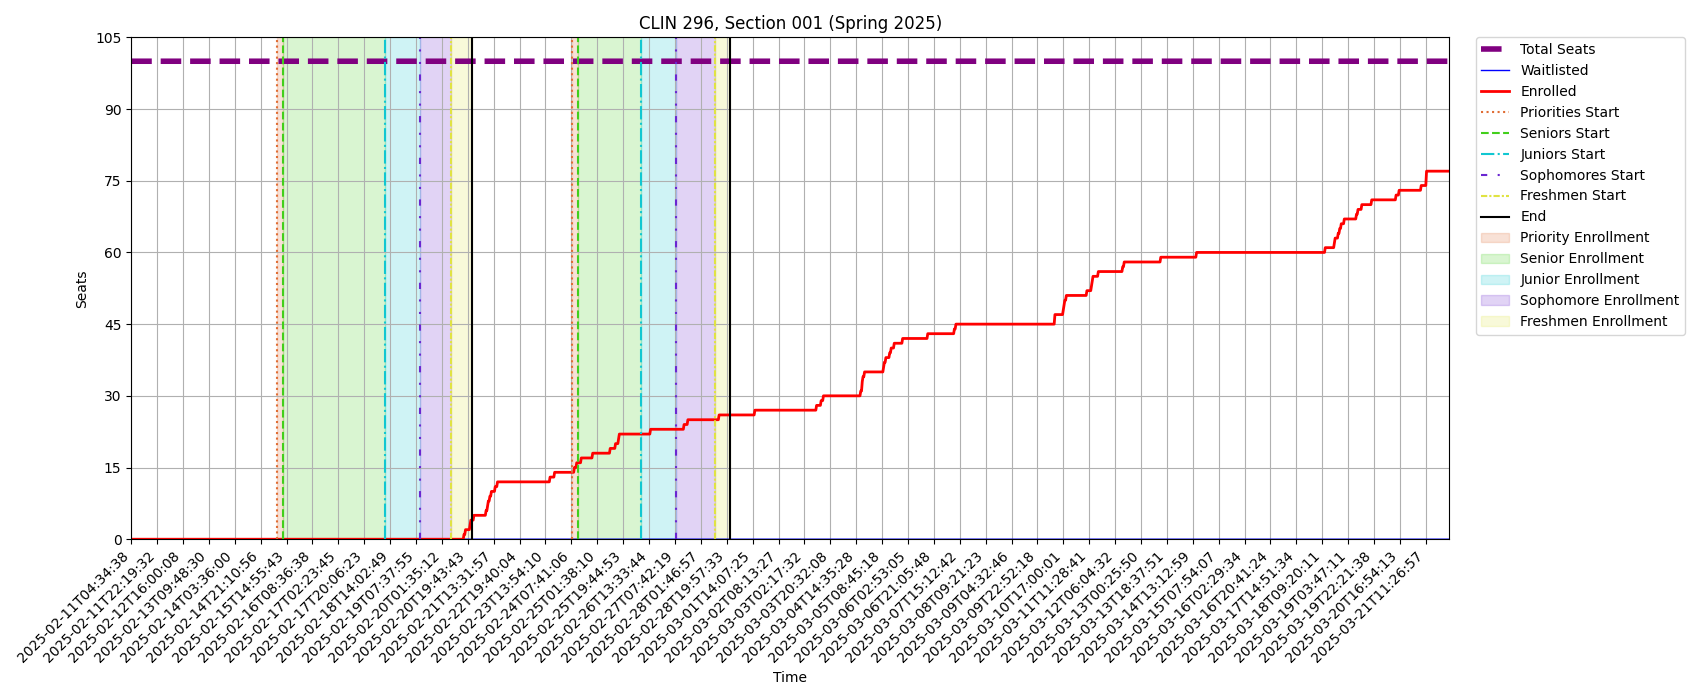 CLIN 296, Section 001 (Spring 2025)
105
90
75
60
45
30
15
0
Seats
2025-02-11T04:34:38
2025-02-11T22:19:32
2025-02-12T16:00:08
2025-02-13T09:48:30
2025-02-14T03:36:00
2025-02-14T21:10:56
2025-02-15T14:55:43
2025-02-16T08:36:38
2025-02-17T02:23:45
2025-02-17T20:06:23
2025-02-18T14:02:49
2025-02-19T07:37:55
2025-02-20T01:35:12
2025-02-20T19:43:43
2025-02-21T13:31:57
2025-02-22T19:40:04
2025-02-23T13:54:10
2025-02-24T07:41:06
2025-02-25T01:38:10
2025-02-25T19:44:53
2025-02-26T13:33:44
2025-02-27T07:42:19
2025-02-28T01:46:57
2025-02-28T19:57:33
2025-03-01T14:07:25
2025-03-02T08:13:27
2025-03-03T02:17:32
2025-03-03T20:32:08
2025-03-04T14:35:28
2025-03-05T08:45:18
2025-03-06T02:53:05
2025-03-06T21:05:48
2025-03-07T15:12:42
2025-03-08T09:21:23
2025-03-09T04:32:46
2025-03-09T22:52:18
2025-03-10T17:00:01
2025-03-11T11:28:41
2025-03-12T06:04:32
2025-03-13T00:25:50
2025-03-13T18:37:51
2025-03-14T13:12:59
2025-03-15T07:54:07
2025-03-16T02:29:34
2025-03-16T20:41:24
2025-03-17T14:51:34
2025-03-18T09:20:11
2025-03-19T03:47:11
2025-03-19T22:21:38
2025-03-20T16:54:13
2025-03-21T11:26:57
Time
Total Seats
Waitlisted
Enrolled
Priorities Start
Seniors Start
Juniors Start
Sophomores Start
Freshmen Start
End
Priority Enrollment
Senior Enrollment
Junior Enrollment
Sophomore Enrollment
Freshmen Enrollment